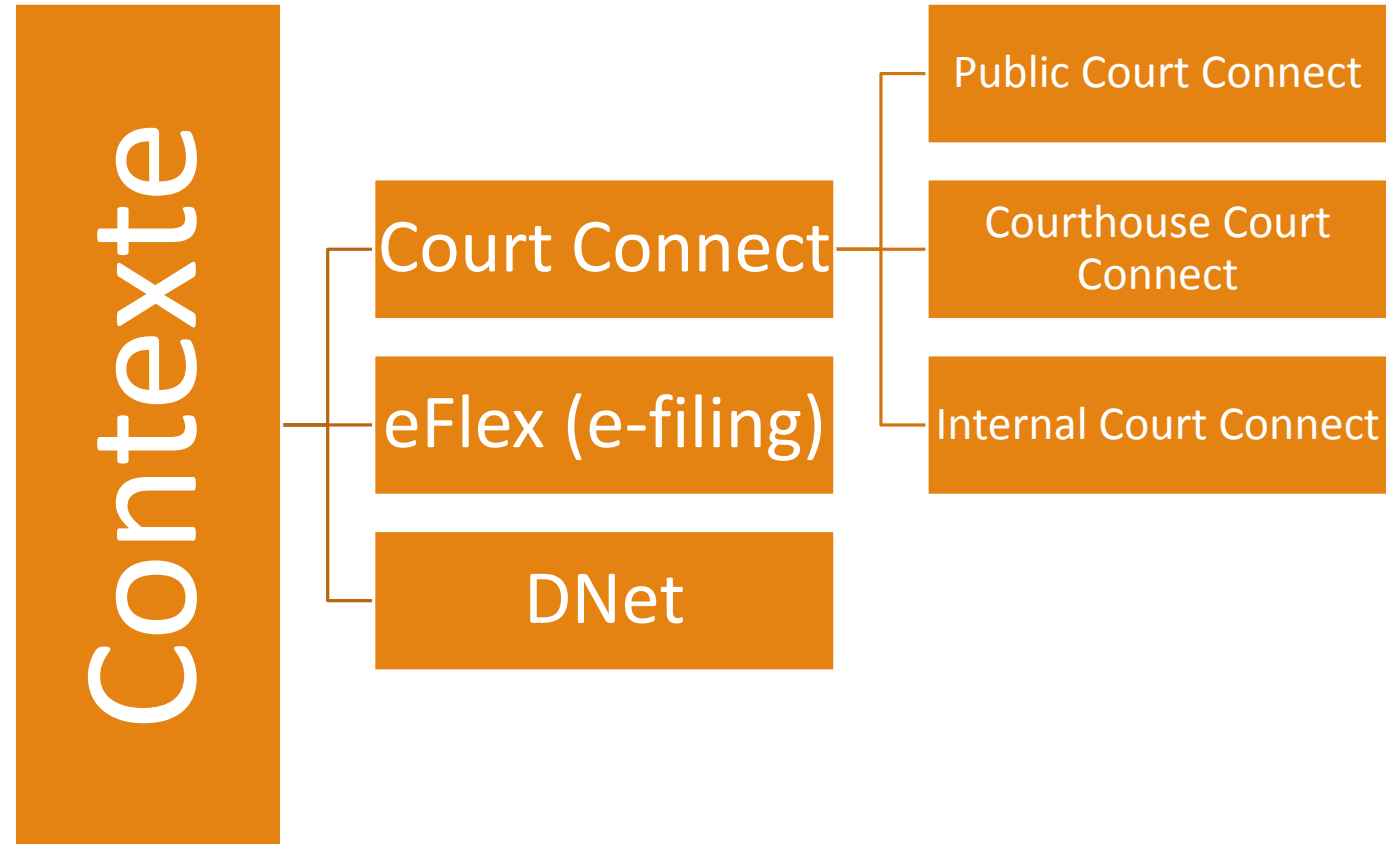 Contexte
Court Connect
eFlex (e-filing)
DNet
Public Court Connect
Courthouse Court
Connect
Internal Court Connect